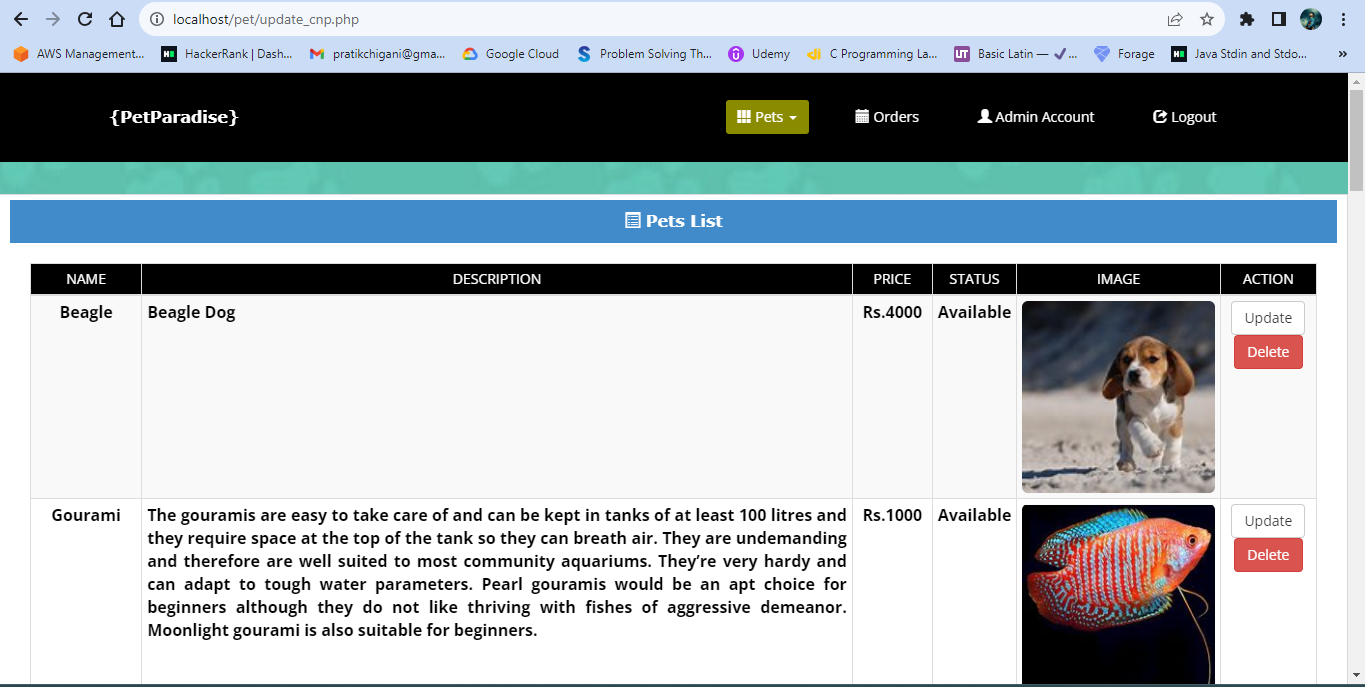 localhost/pet/update_cnp.php
AWS Management... HackerRank | Dash... pratikchigani@gma... Google Cloud Problem Solving Th... Udemy C Programming La... Basic Latin — ✓... Forage Java Stdin and Stdo... »
{PetParadise} Pets Orders Admin Account Logout
Pets List
NAME DESCRIPTION PRICE STATUS IMAGE ACTION
Beagle Beagle Dog Rs.4000 Available Update
Delete
Gourami The gouramis are easy to take care of and can be kept in tanks of at least 100 litres and Rs.1000 Available Update
they require space at the top of the tank so they can breath air. They are undemanding
Delete
and therefore are well suited to most community aquariums. They’re very hardy and
can adapt to tough water parameters. Pearl gouramis would be an apt choice for
beginners although they do not like thriving with fishes of aggressive demeanor.
Moonlight gourami is also suitable for beginners.